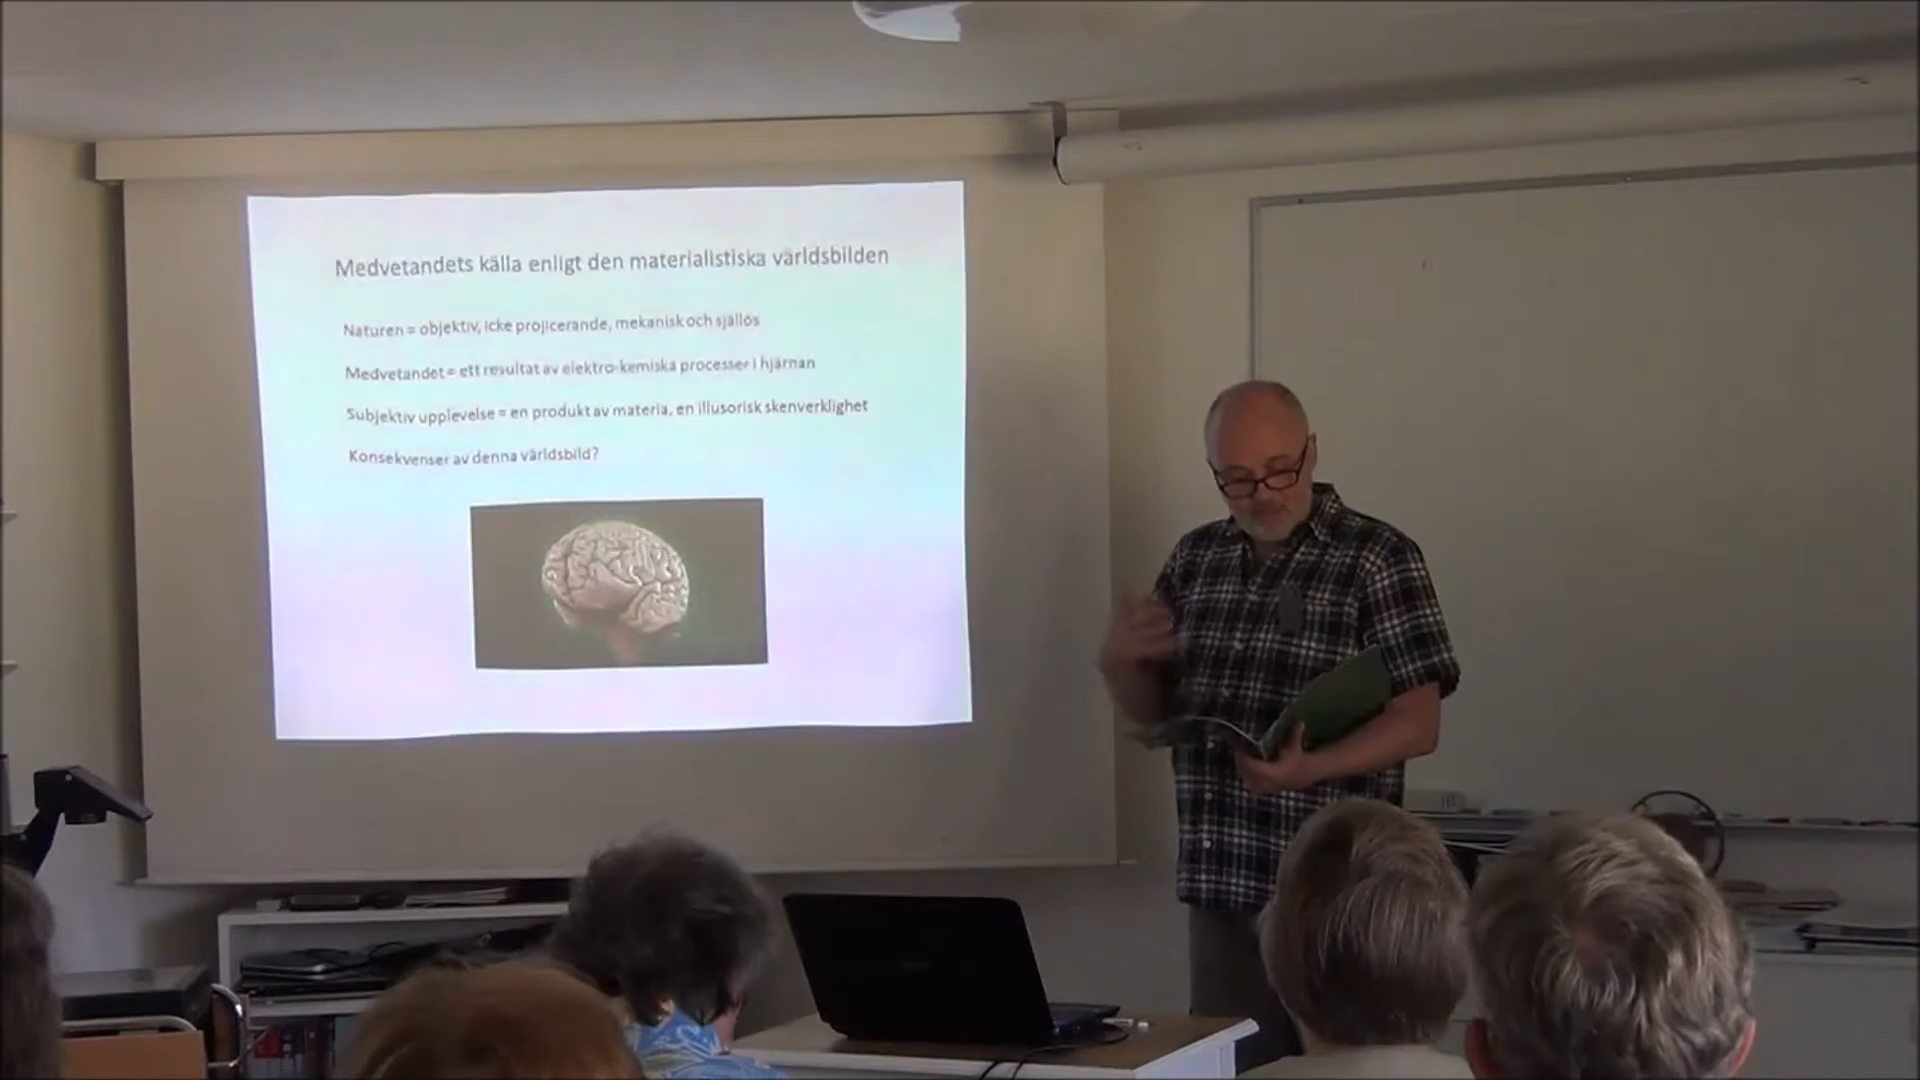 Medvetandets källa enligt den materialistiska världsbilden
Naturen = objektiv, icke projicerande, mekanisk och själlös
Medvetandet = ett resultat av elektro-kemiska processer i hjärnan
Subjektiv upplevelse = en produkt av materia, en illusorisk skenverklighet
Konsekvenser av denna världsbild?